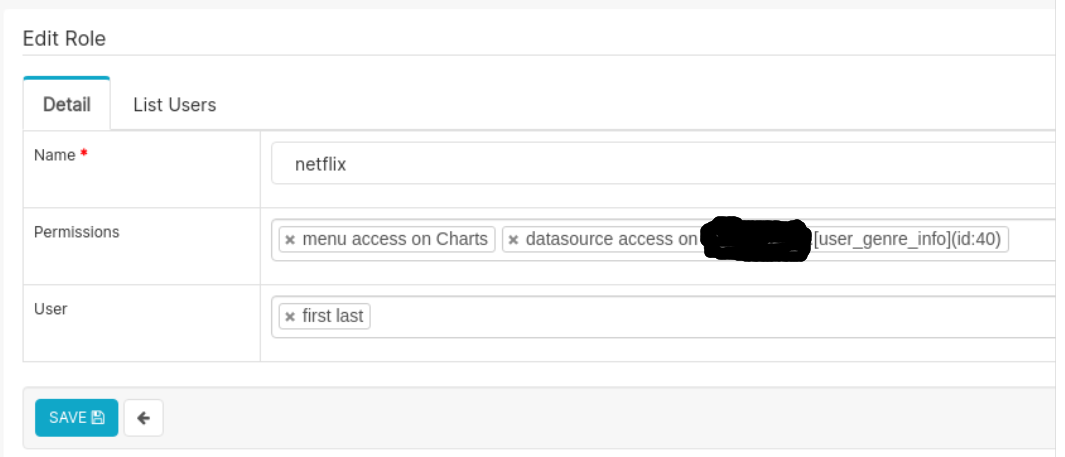 Edit Role
Detail List Users
Name * netflix
Permissions × menu access on Charts × datasource access on [user_genre_info](id:40)
User × first last
SAVE